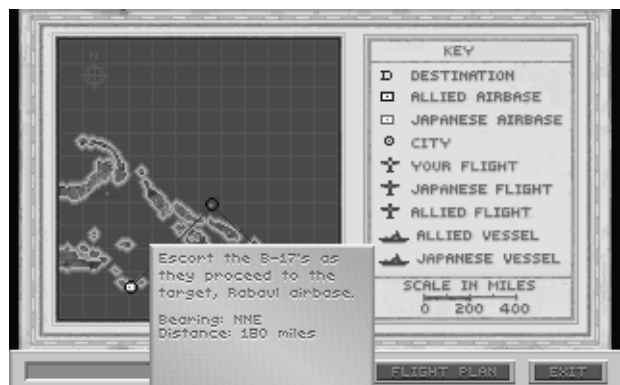 KEY
N
DESTINATION
ALLIED AIRBASE
JAPANESE AIRBASE
CITY
YOUR FLIGHT
JAPANESE FLIGHT
ALLIED FLIGHT
ALLIED VESSEL
JAPANESE VESSEL
SCALE IN MILES
0 200 400
Escort the B-17's as
they proceed to the
target, Rabaul airbase.
Bearing: NNE
Distance: 180 miles
FLIGHT PLAN
EXIT